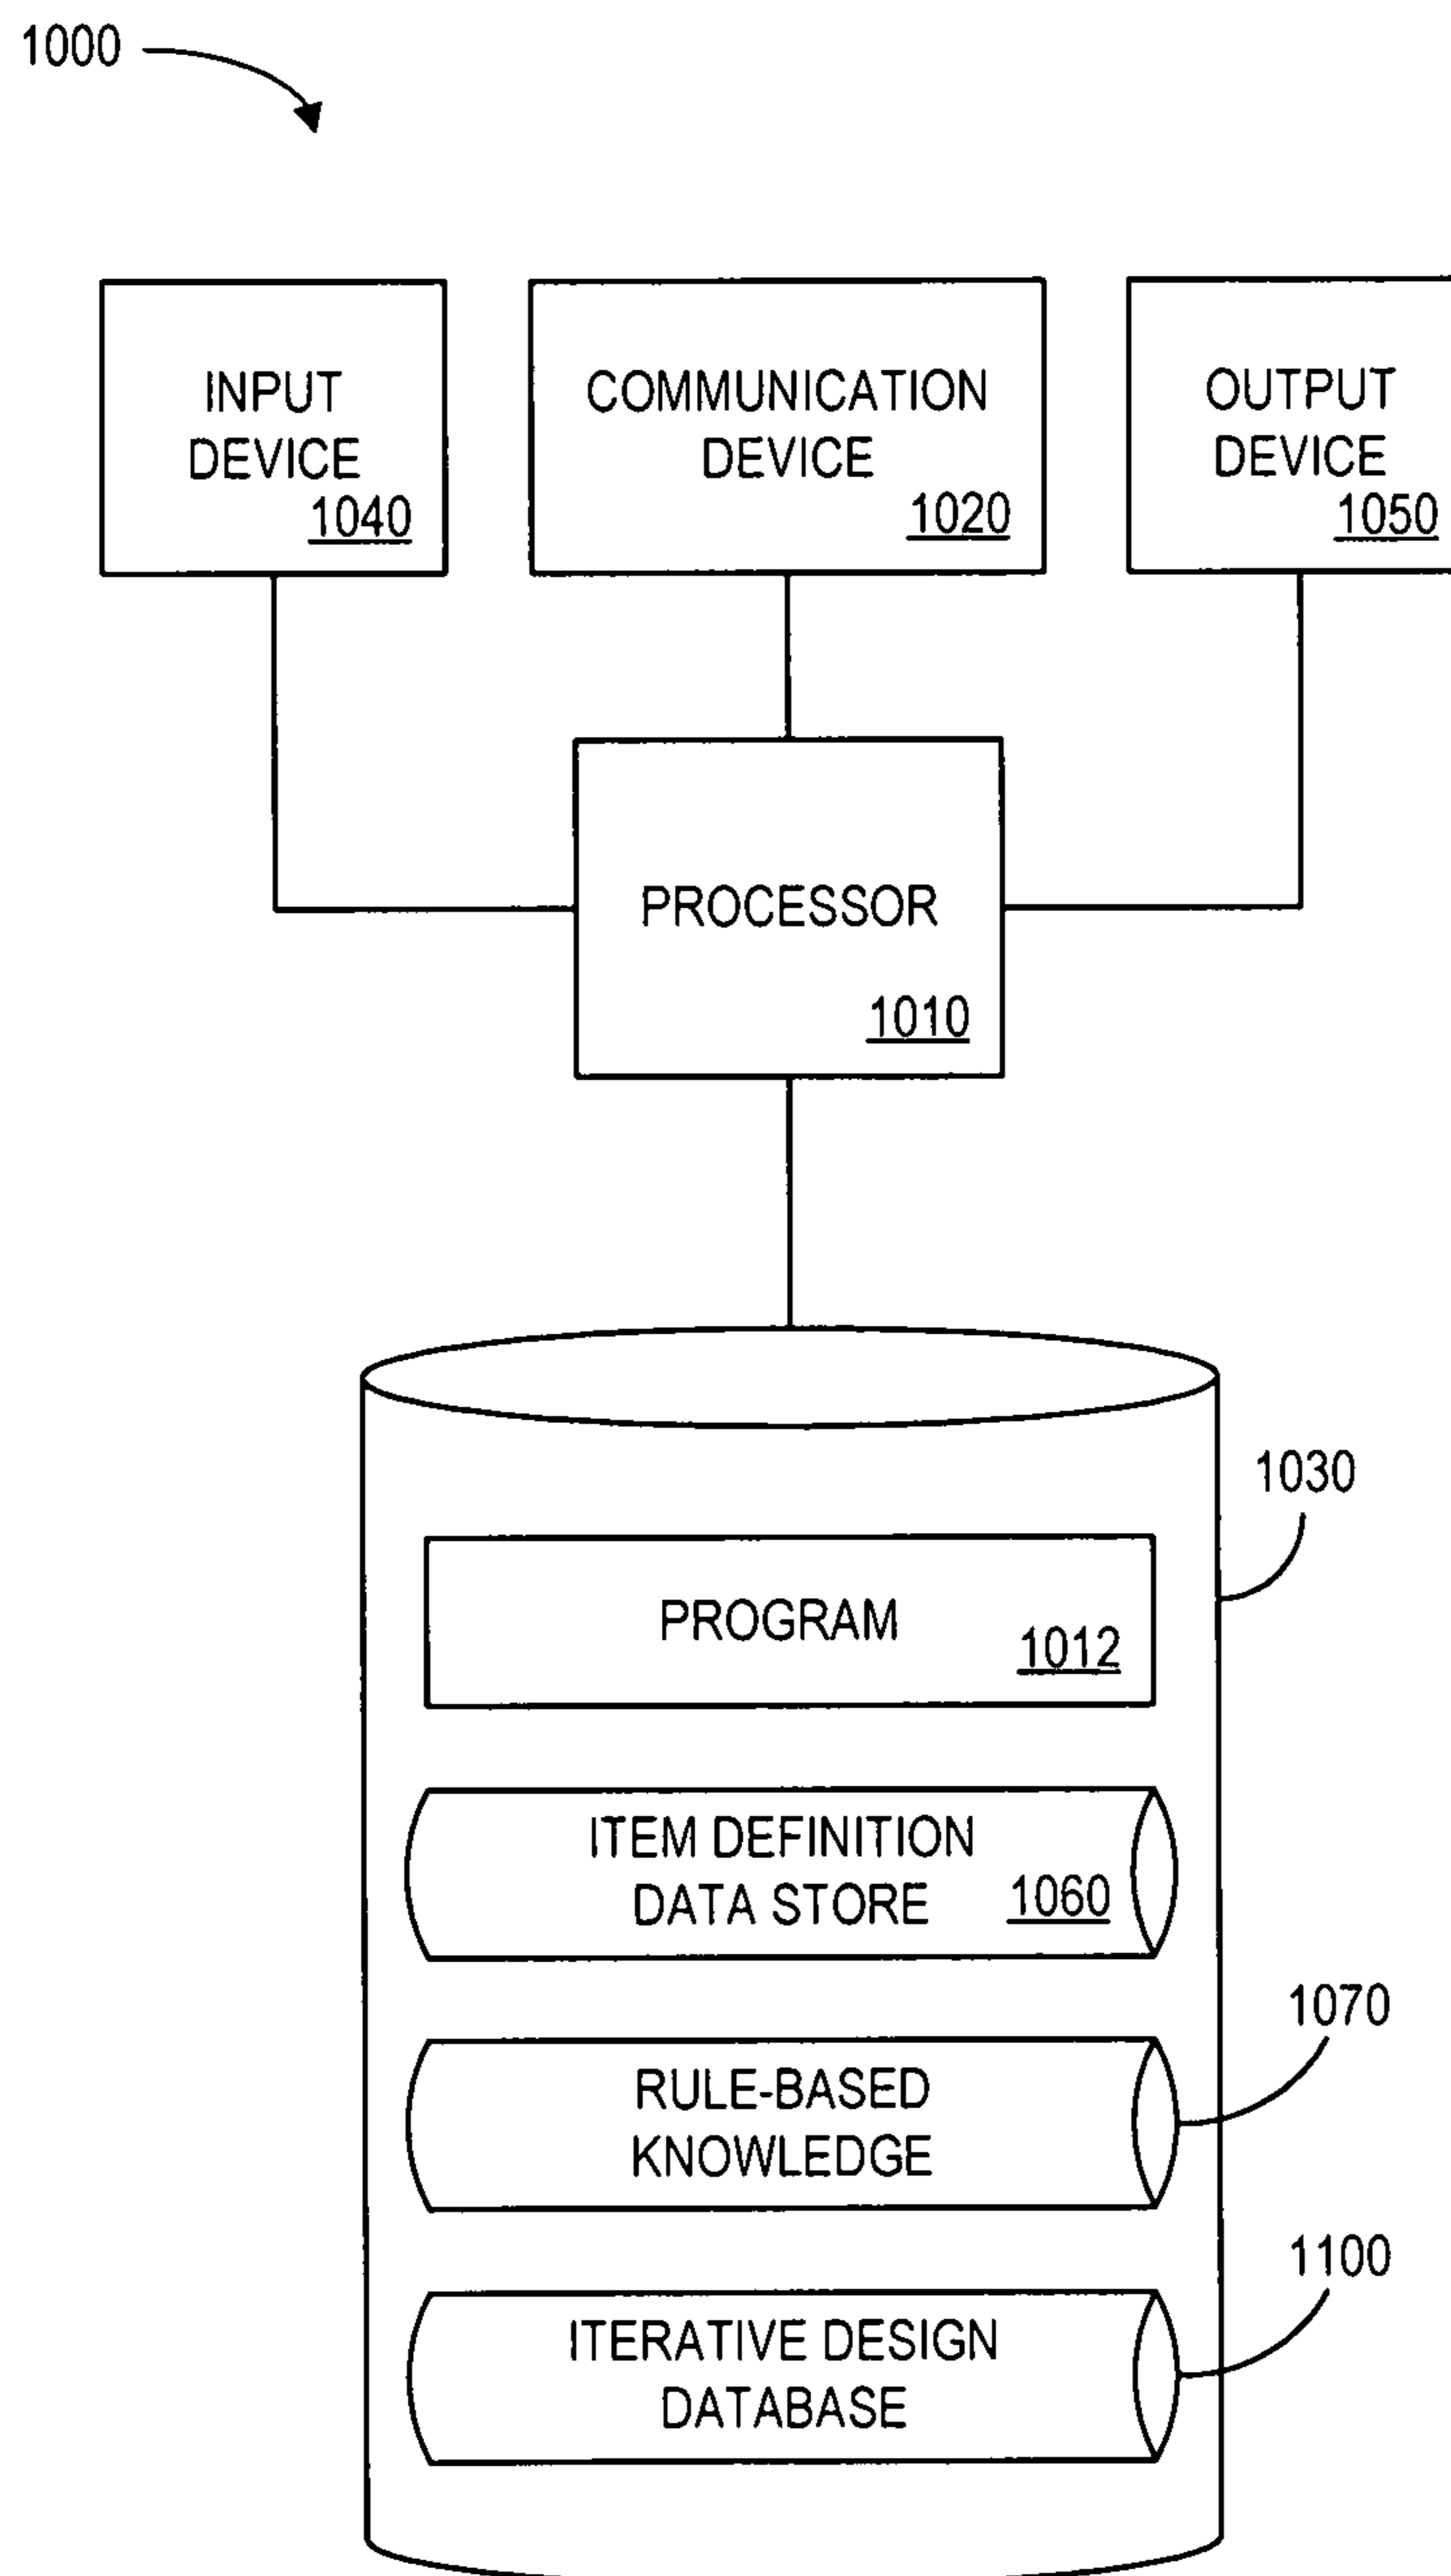 1000
INPUT
DEVICE
1040
COMMUNICATION
DEVICE
1020
OUTPUT
DEVICE
1050
PROCESSOR
1010
1030
PROGRAM
1012
ITEM DEFINITION
DATA STORE
1060
1070
RULE-BASED
KNOWLEDGE
1100
ITERATIVE DESIGN
DATABASE